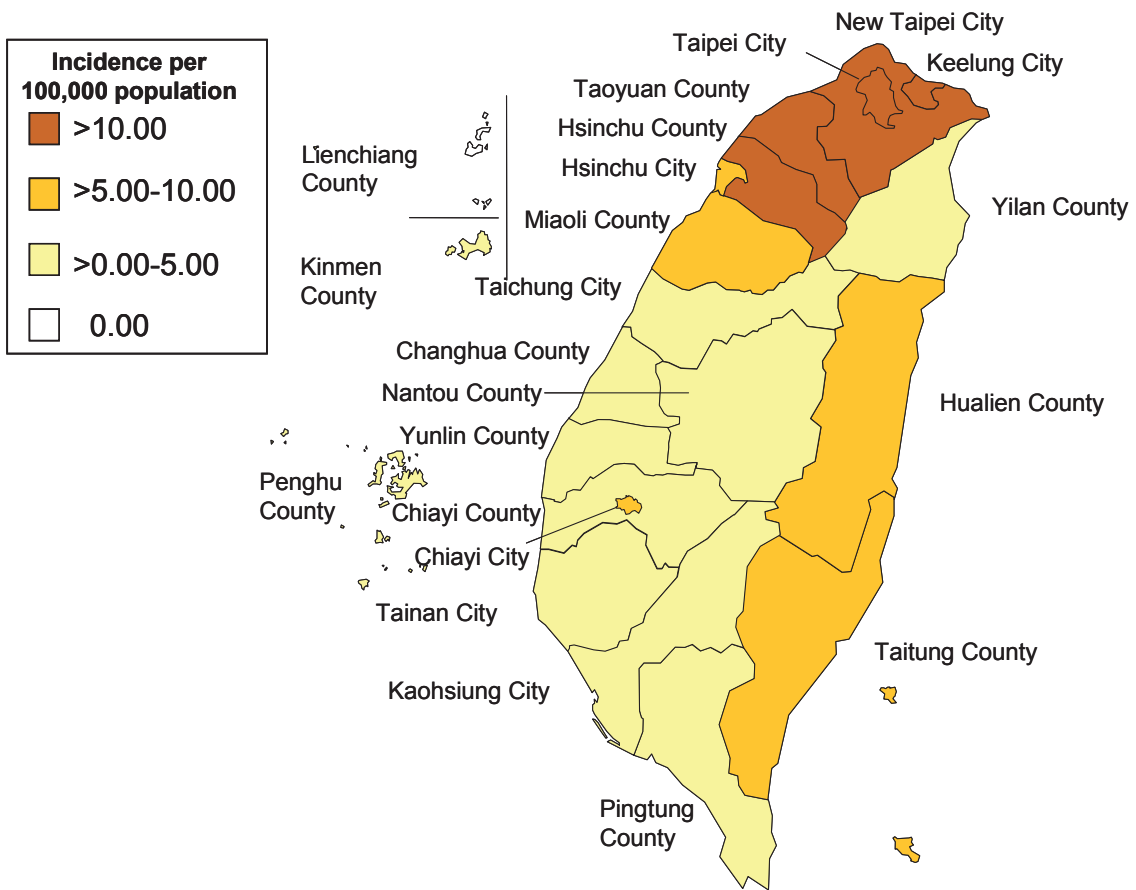 Incidence per
100,000 population
>10.00
>5.00-10.00
>0.00-5.00
0.00
New Taipei City
Taipei City
Keelung City
Taoyuan County
Hsinchu County
Hsinchu City
Lienchiang
County
Miaoli County
Yilan County
Kinmen
County
Taichung City
Changhua County
Nantou County
Hualien County
Yunlin County
Penghu
County
Chiayi County
Chiayi City
Tainan City
Taitung County
Kaohsiung City
Pingtung
County